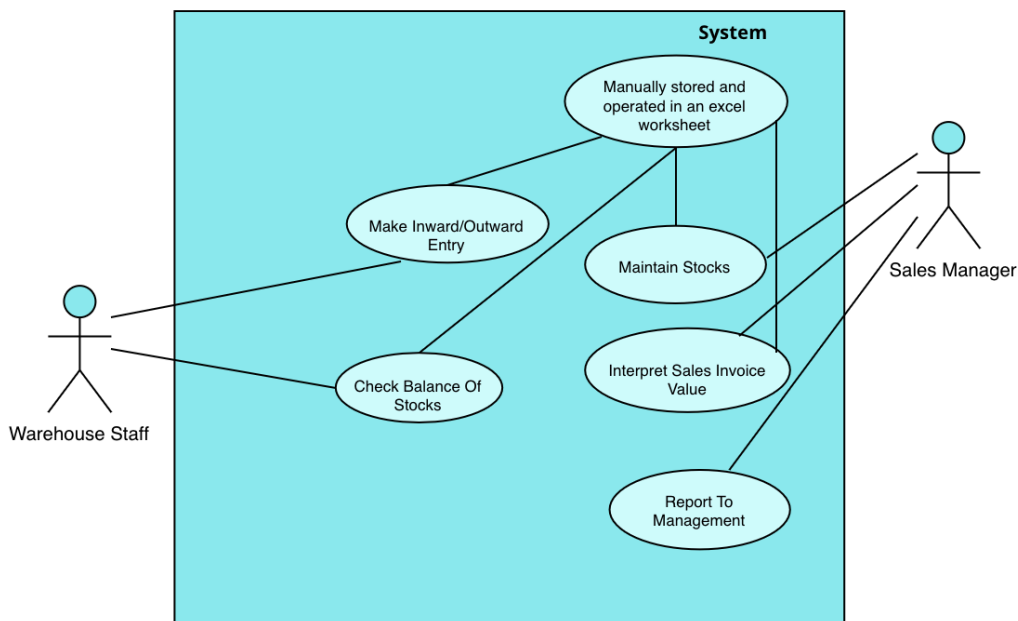 System
Manually stored and
operated in an excel
worksheet
Make Inward/Outward
Entry
Maintain Stocks
Sales Manager
Interpret Sales Invoice
Value
Check Balance Of
Stocks
Warehouse Staff
Report To
Management